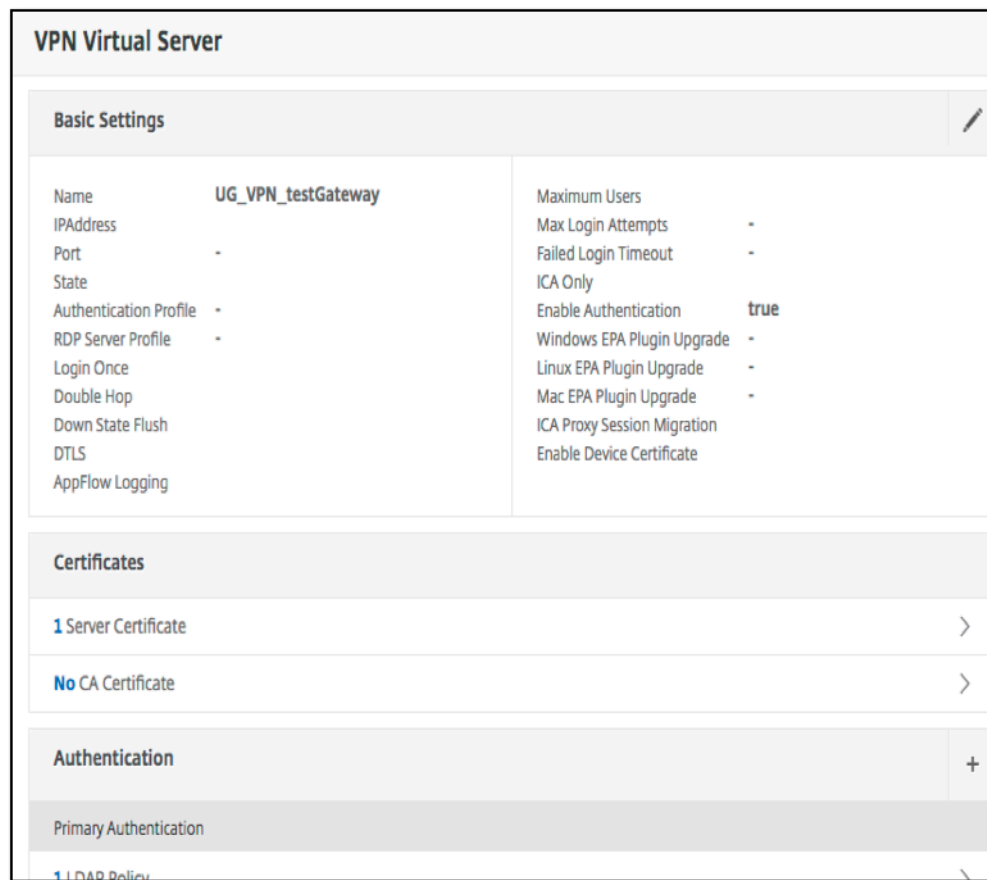 VPN Virtual Server
Basic Settings
Name UG_VPN_testGateway
IPAddress
Port -
State
Authentication Profile -
RDP Server Profile -
Login Once
Double Hop
Down State Flush
DTLS
AppFlow Logging
Maximum Users
Max Login Attempts -
Failed Login Timeout -
ICA Only
Enable Authentication true
Windows EPA Plugin Upgrade -
Linux EPA Plugin Upgrade -
Mac EPA Plugin Upgrade -
ICA Proxy Session Migration
Enable Device Certificate
Certificates
1 Server Certificate
No CA Certificate
Authentication
Primary Authentication
1 LDAP Policy